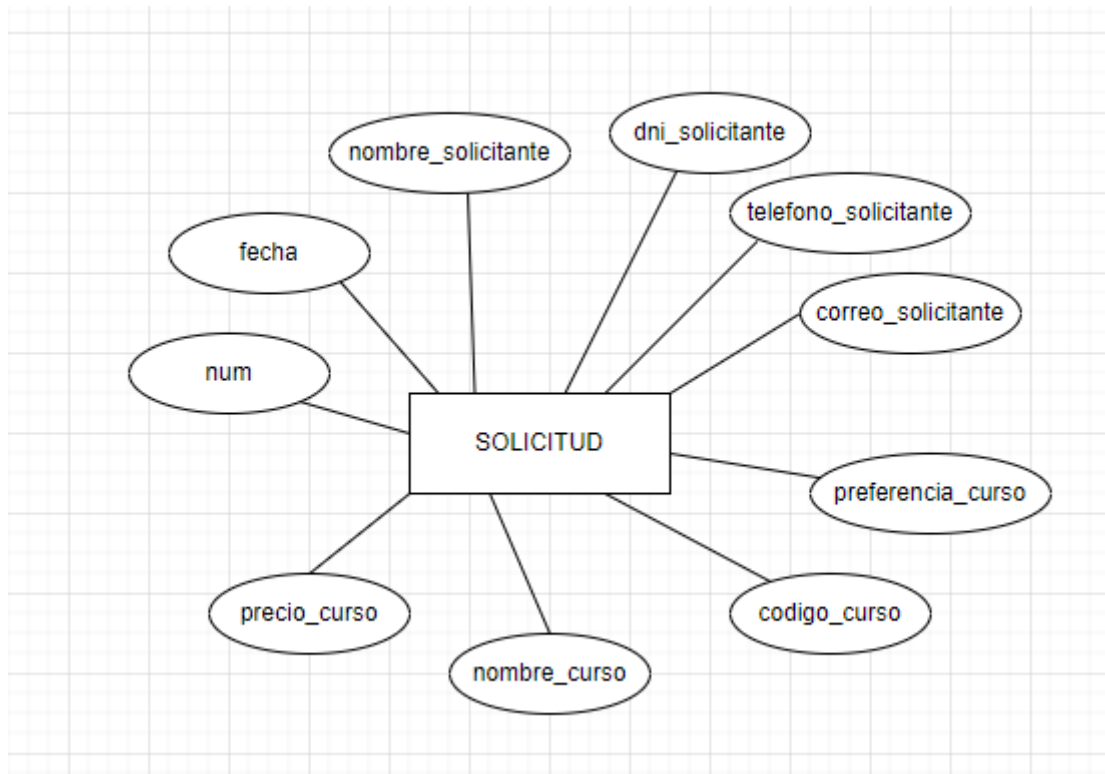 dni_solicitante
nombre_solicitante
telefono_solicitante
fecha
correo_solicitante
num
SOLICITUD
preferencia_curso
precio_curso
codigo_curso
nombre_curso